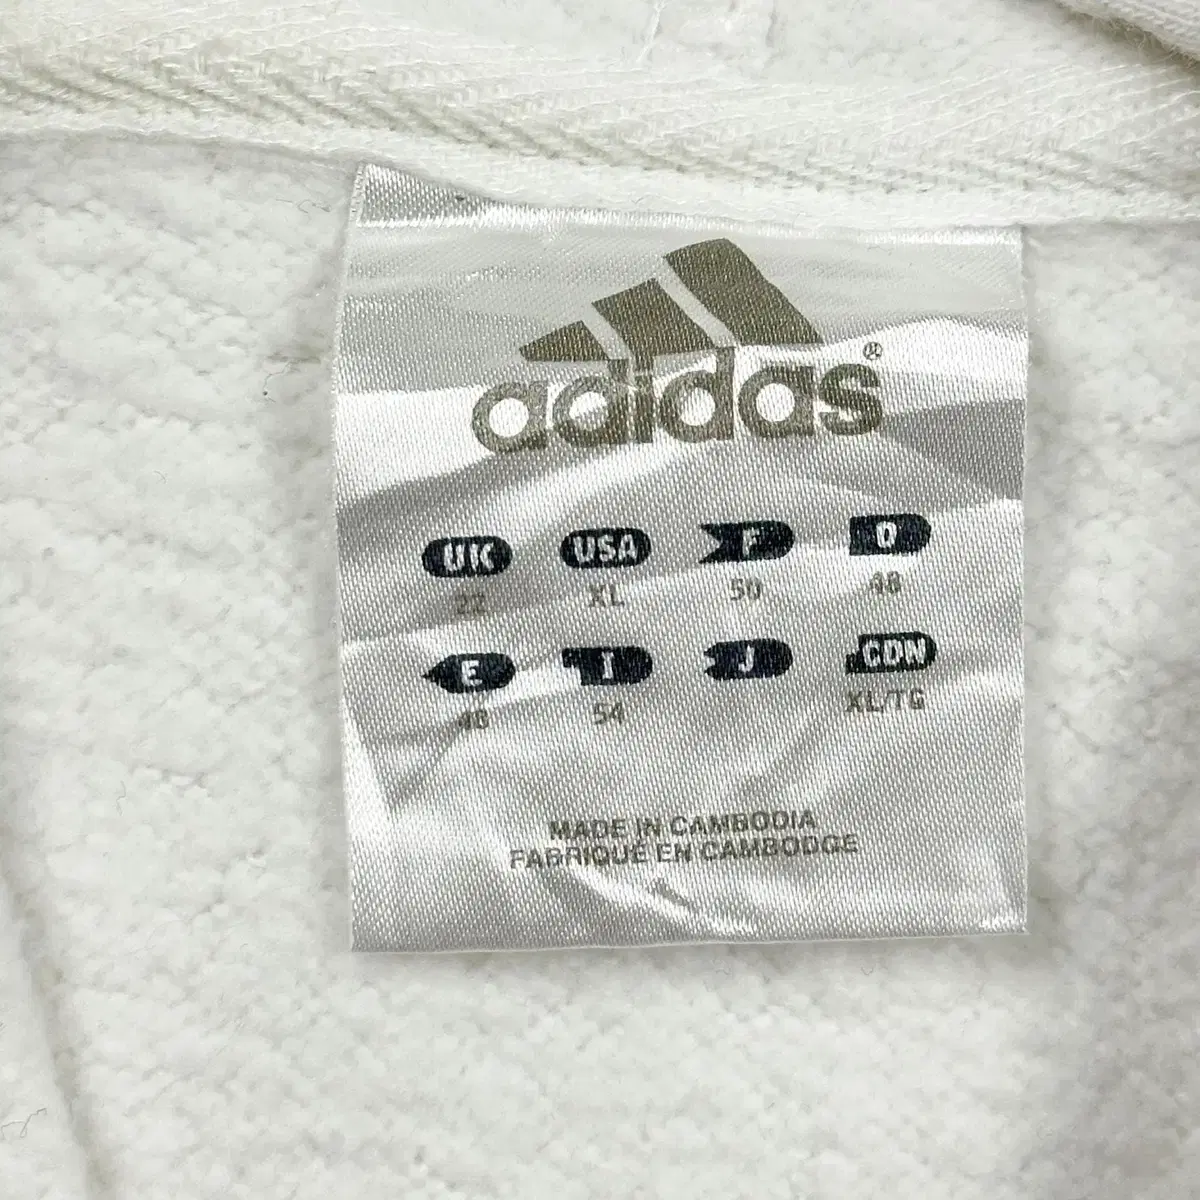 adidas®
UK USA F D
22 XL 50 48
E I J CDN
48 54 XL/TG
MADE IN CAMBODIA
FABRIQUÉ EN CAMBODGE